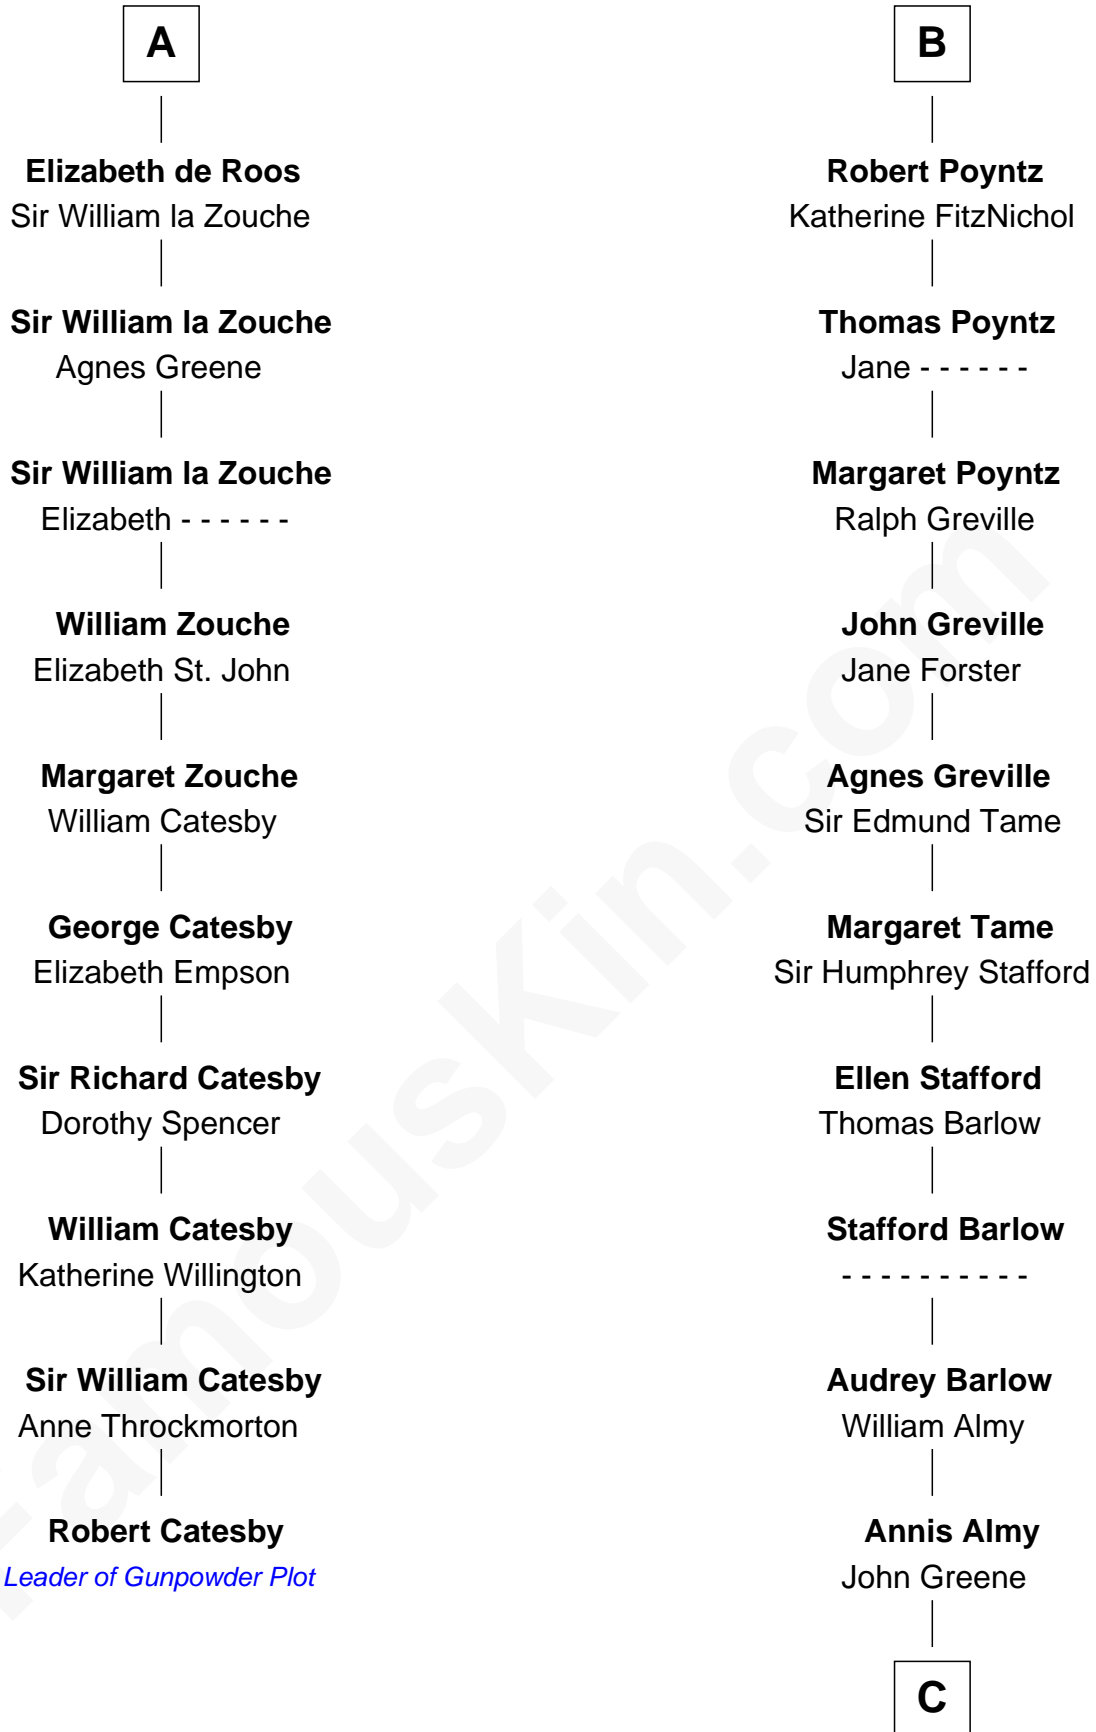 A
Elizabeth de Roos
Sir William la Zouche
Sir William la Zouche
Agnes Greene
Sir William la Zouche
Elizabeth - - - - - -
William Zouche
Elizabeth St. John
Margaret Zouche
William Catesby
George Catesby
Elizabeth Empson
Sir Richard Catesby
Dorothy Spencer
William Catesby
Katherine Willington
Sir William Catesby
Anne Throckmorton
Robert Catesby
Leader of Gunpowder Plot
B
Robert Poyntz
Katherine FitzNichol
Thomas Poyntz
Jane - - - - - -
Margaret Poyntz
Ralph Greville
John Greville
Jane Forster
Agnes Greville
Sir Edmund Tame
Margaret Tame
Sir Humphrey Stafford
Ellen Stafford
Thomas Barlow
Stafford Barlow
- - - - - - - - - -
Audrey Barlow
William Almy
Annis Almy
John Greene
C
FamousKin.com